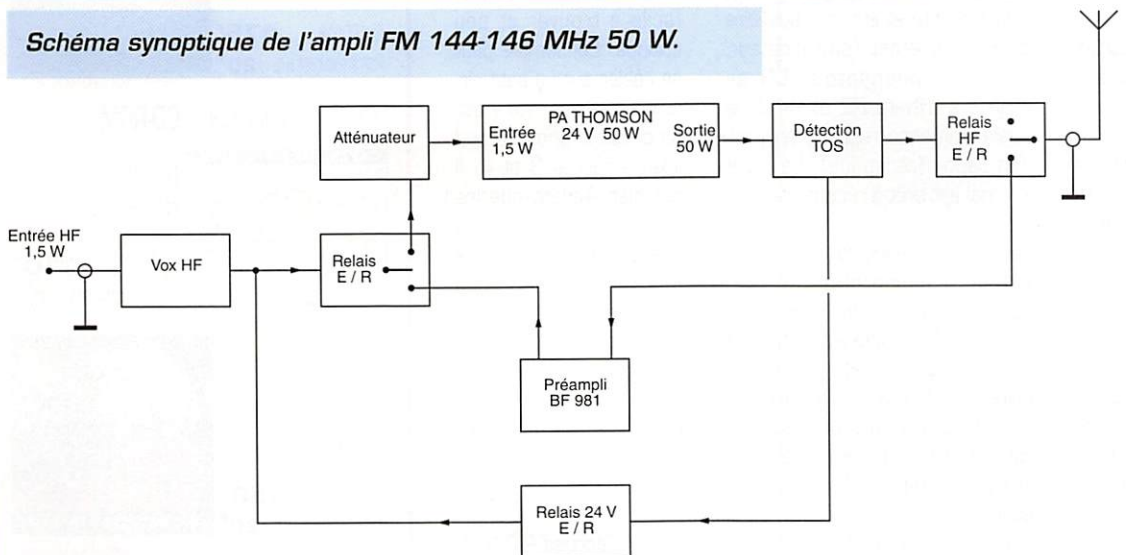 Schéma synoptique de l'ampli FM 144-146 MHz 50 W.
Atténuateur
PA THOMSON
24 V 50 W
Entrée
1,5 W
Sortie
50 W
Détection
TOS
Relais
HF
E / R
Entrée HF
1,5 W
Vox HF
Relais
E / R
Préampli
BF 981
Relais 24 V
E / R